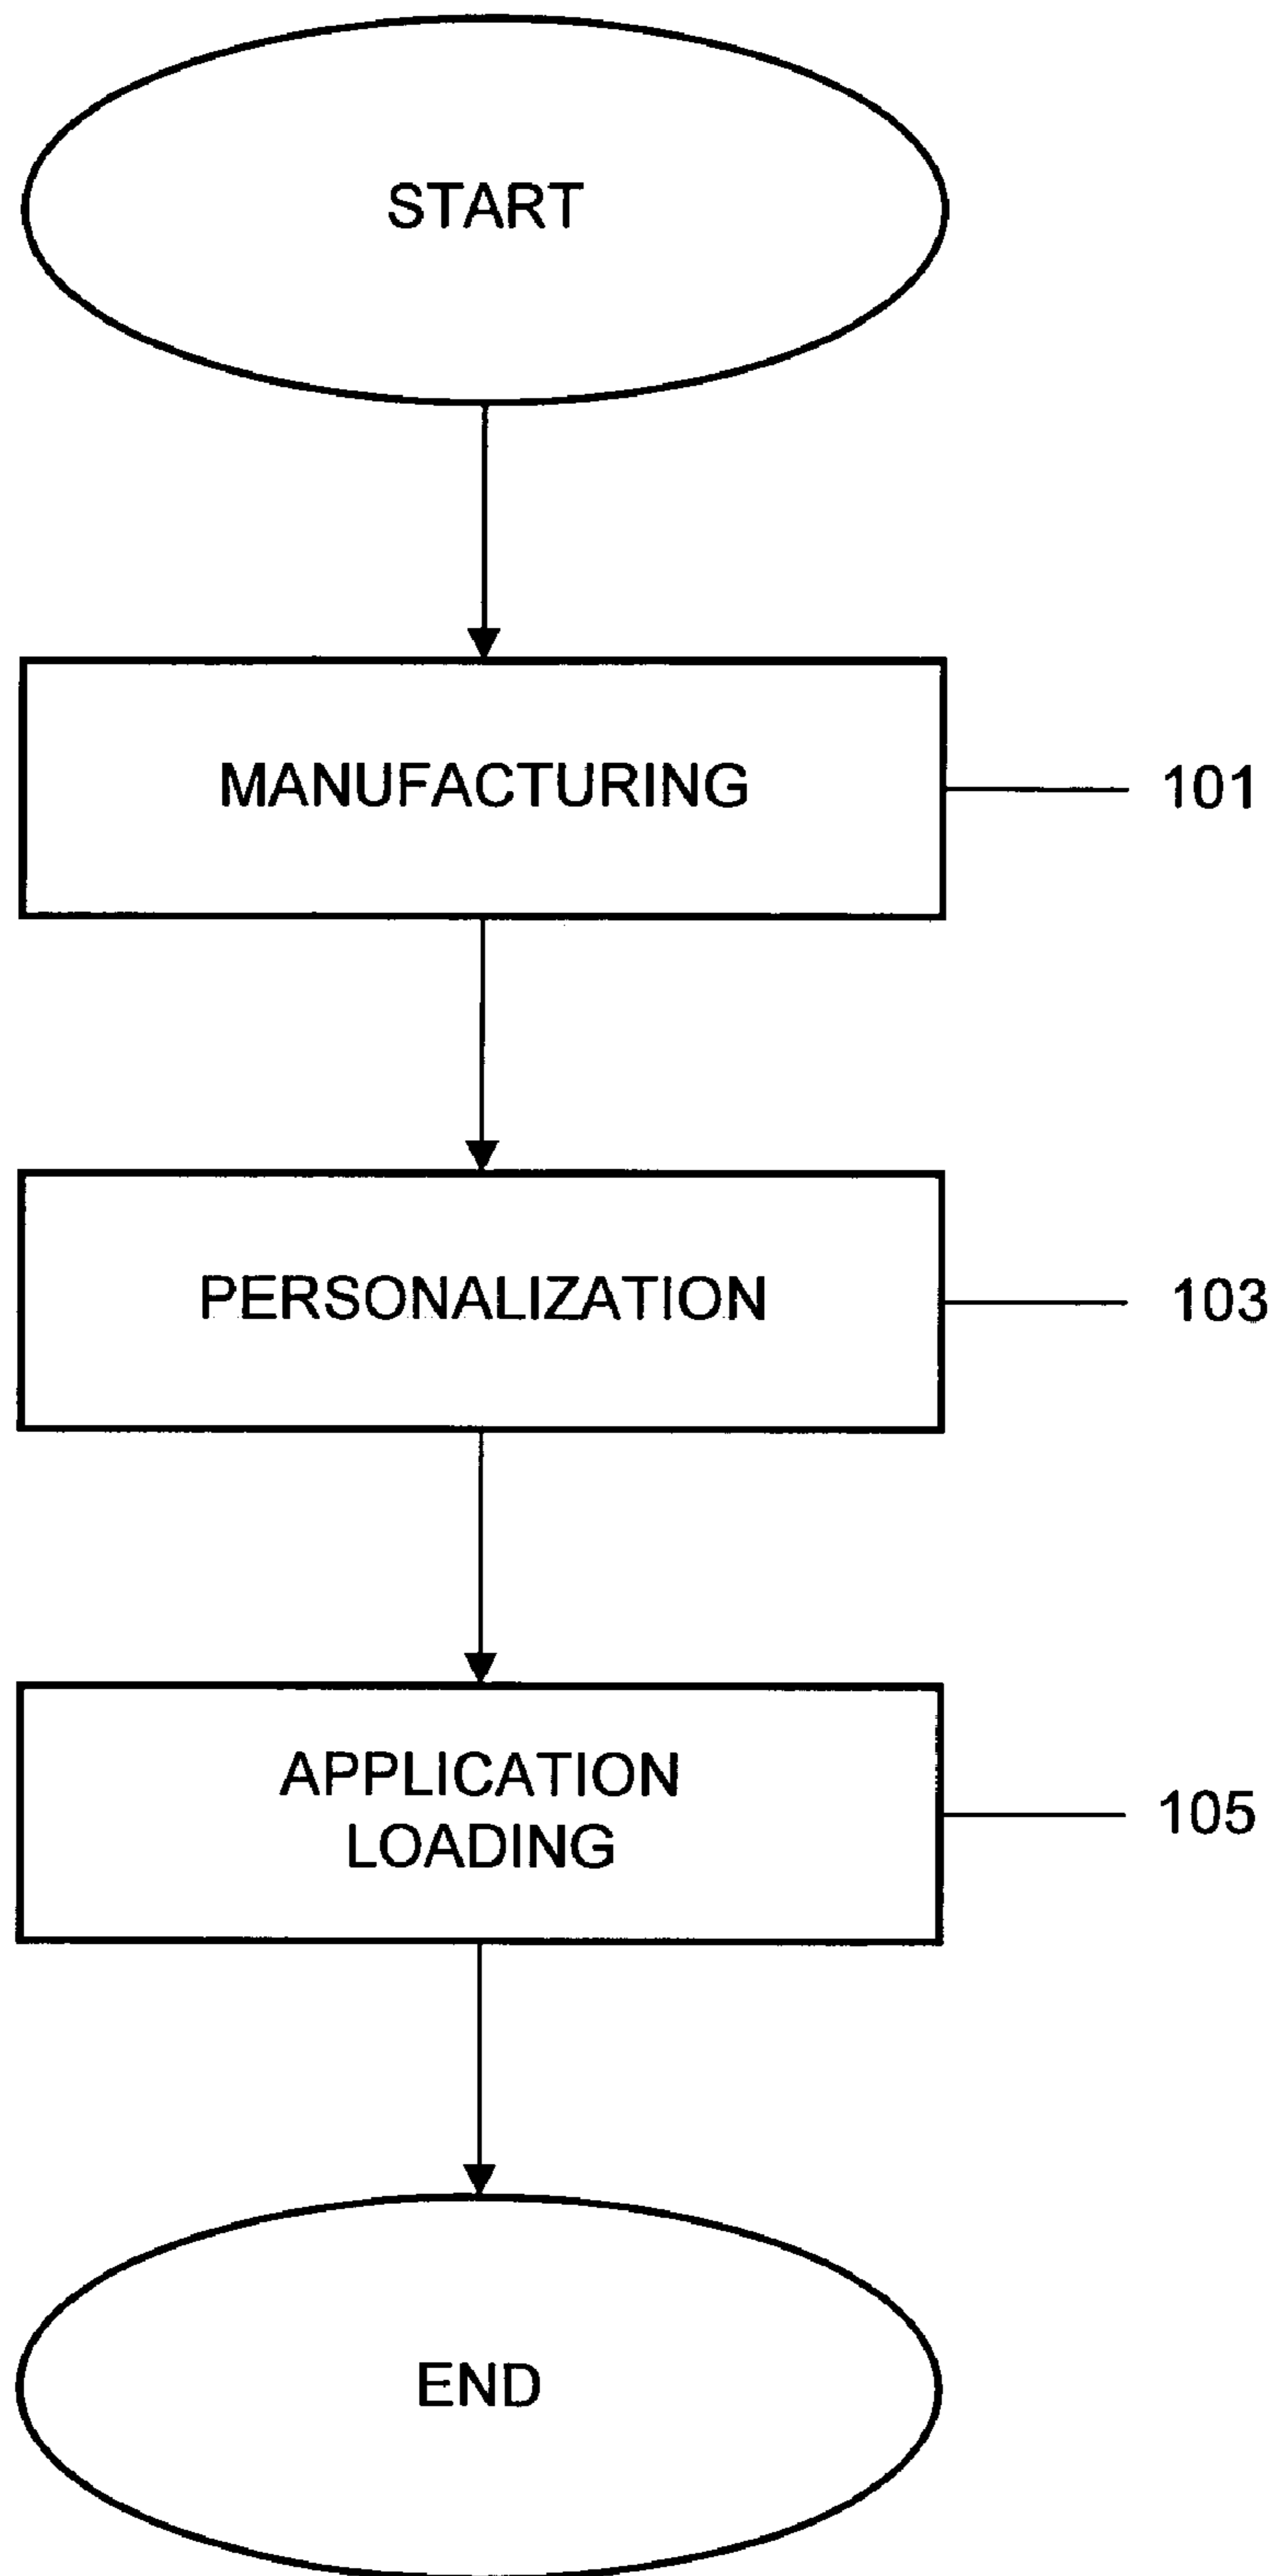 START
MANUFACTURING
101
PERSONALIZATION
103
APPLICATION
LOADING
105
END